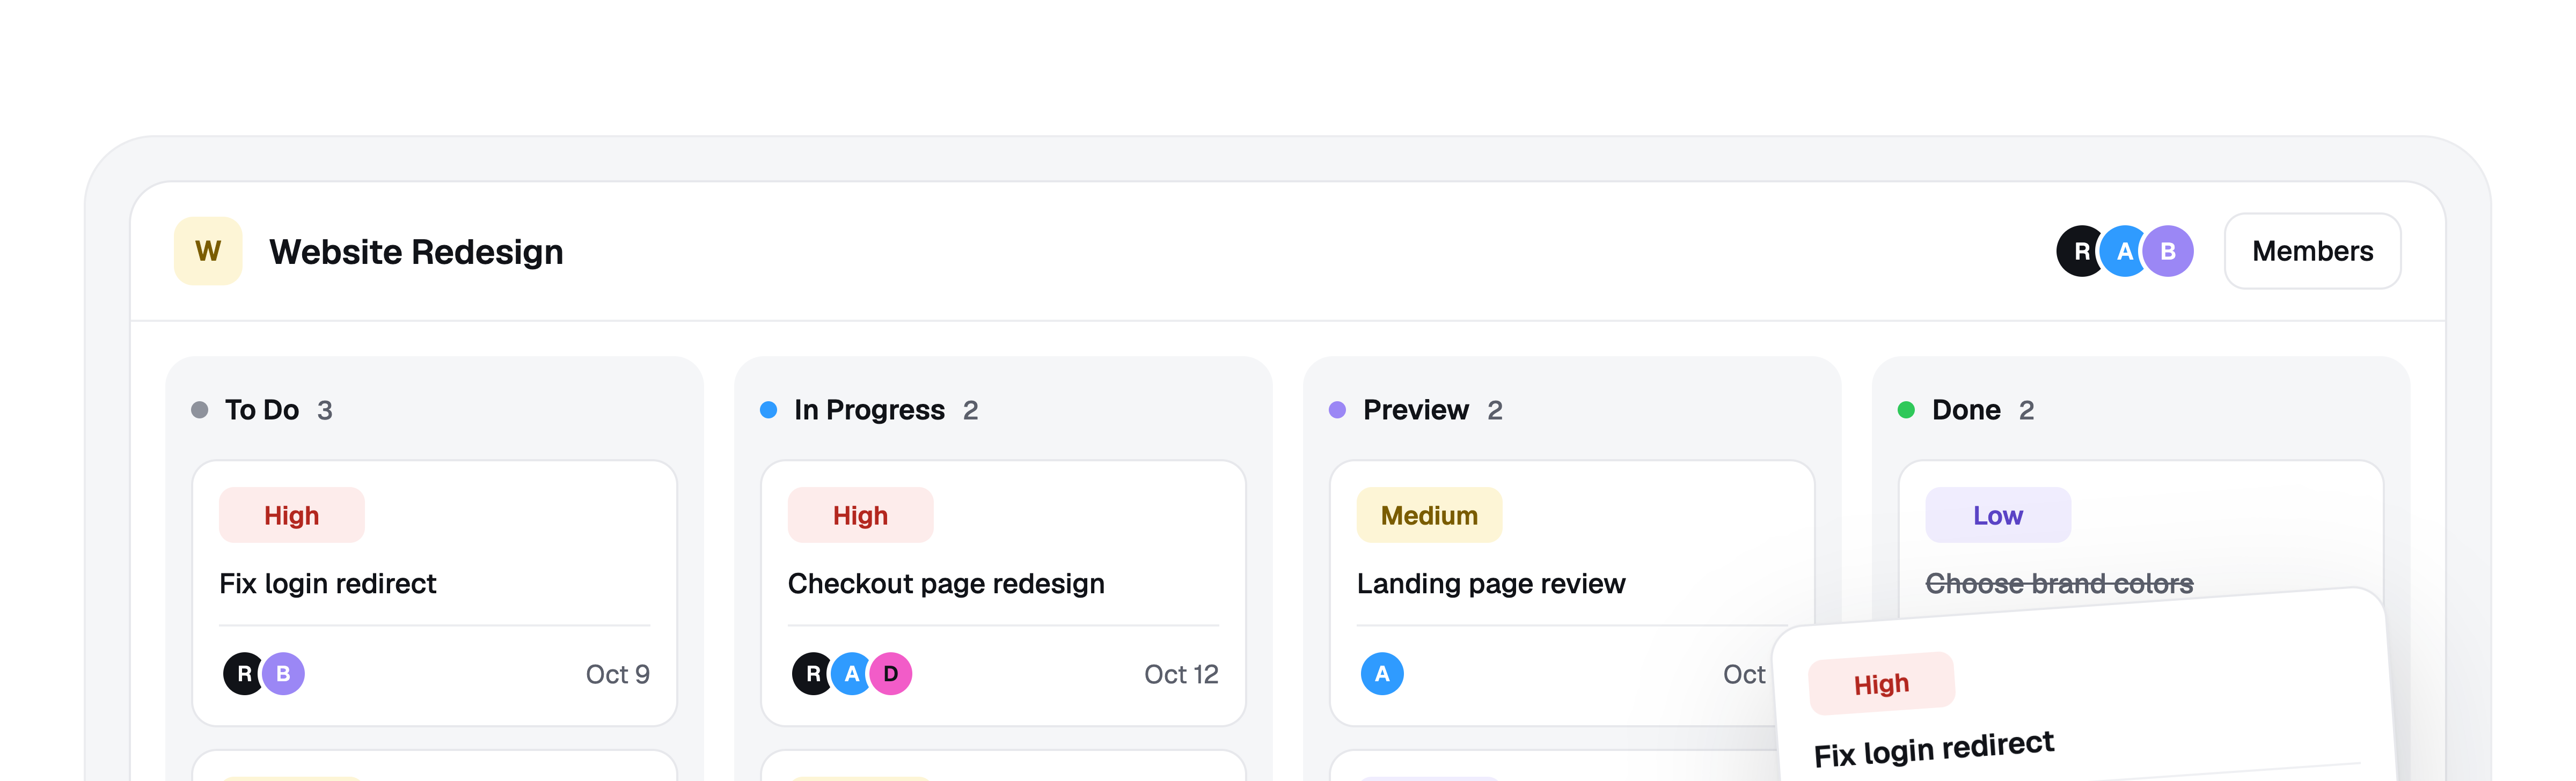 W Website Redesign
R A B Members
To Do 3
High
Fix login redirect
R B Oct 9
In Progress 2
High
Checkout page redesign
R A D Oct 12
Preview 2
Medium
Landing page review
A Oct
Done 2
Low
Choose brand colors
High
Fix login redirect